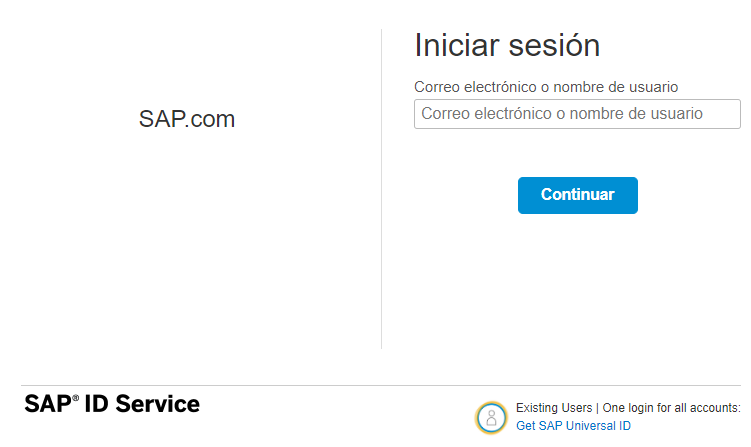 Iniciar sesión
Correo electrónico o nombre de usuario
Correo electrónico o nombre de usuario
SAP.com
Continuar
SAP® ID Service
Existing Users | One login for all accounts:
Get SAP Universal ID